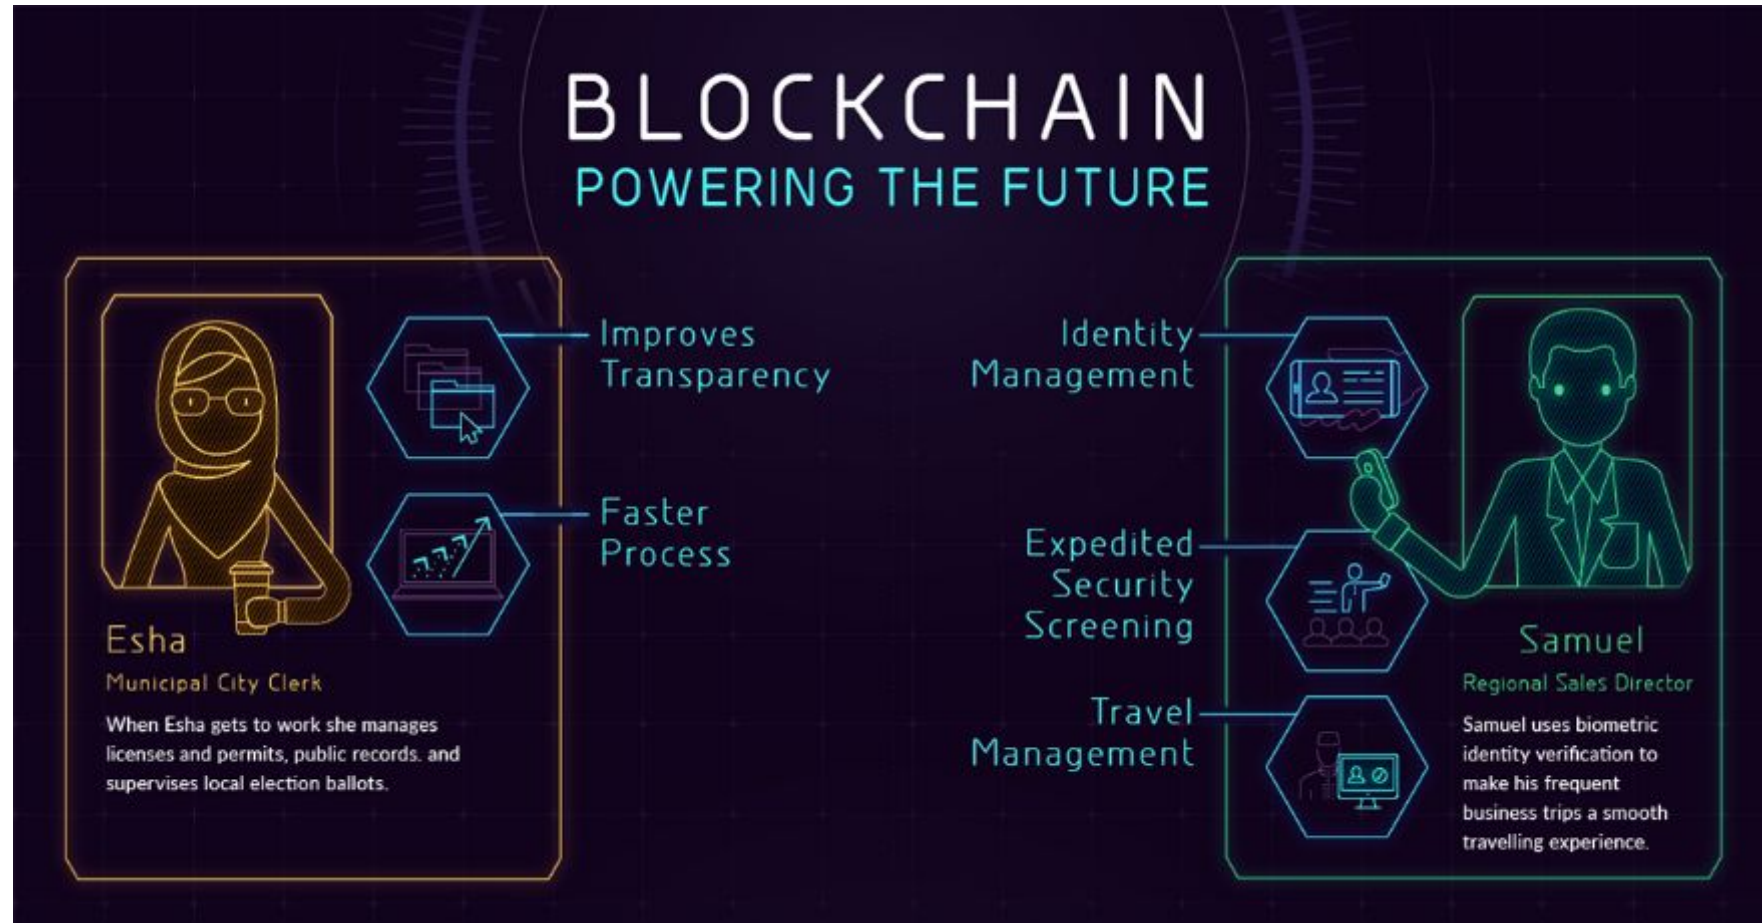 BLOCKCHAIN
POWERING THE FUTURE
Improves
Transparency
Faster
Process
Esha
Municipal City Clerk
When Esha gets to work she manages
licenses and permits, public records. and
supervises local election ballots.
Identity
Management
Expedited
Security
Screening
Travel
Management
Samuel
Regional Sales Director
Samuel uses biometric
identity verification to
make his frequent
business trips a smooth
travelling experience.